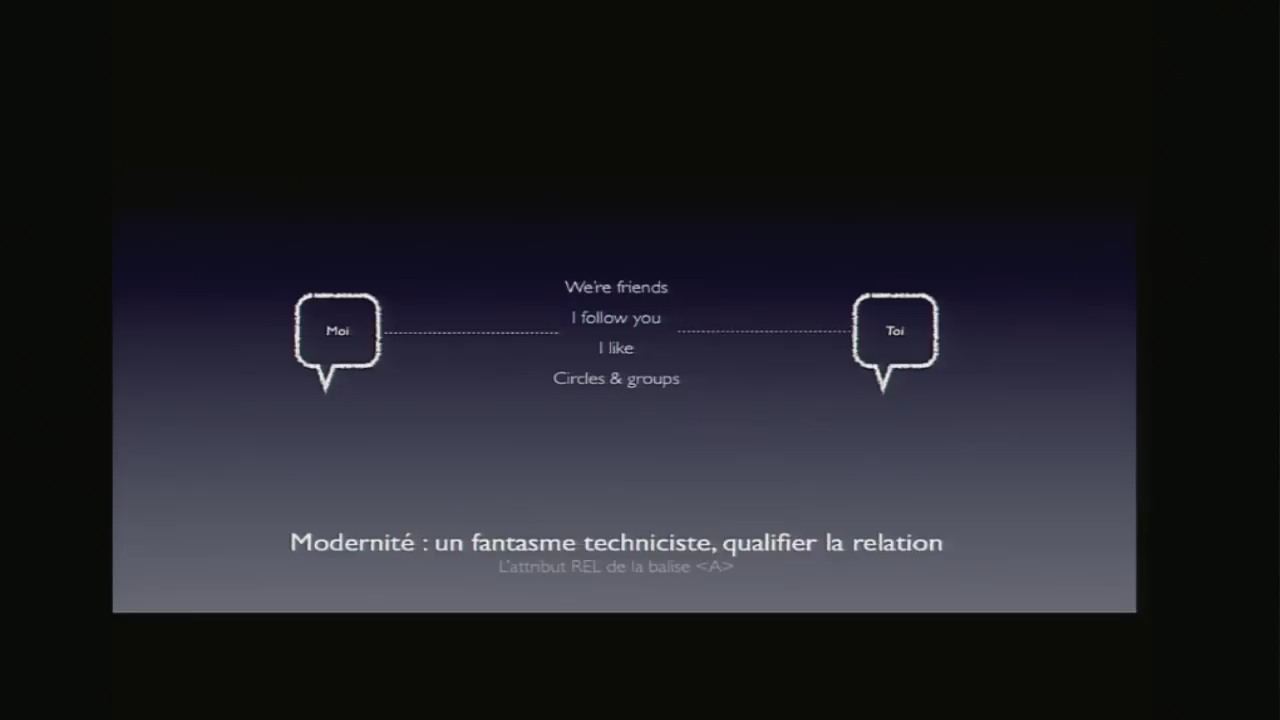 We're friends
I follow you
Moi
Toi
I like
Circles & groups
Modernité : un fantasme techniciste, qualifier la relation
L'attribut REL de la balise <A>